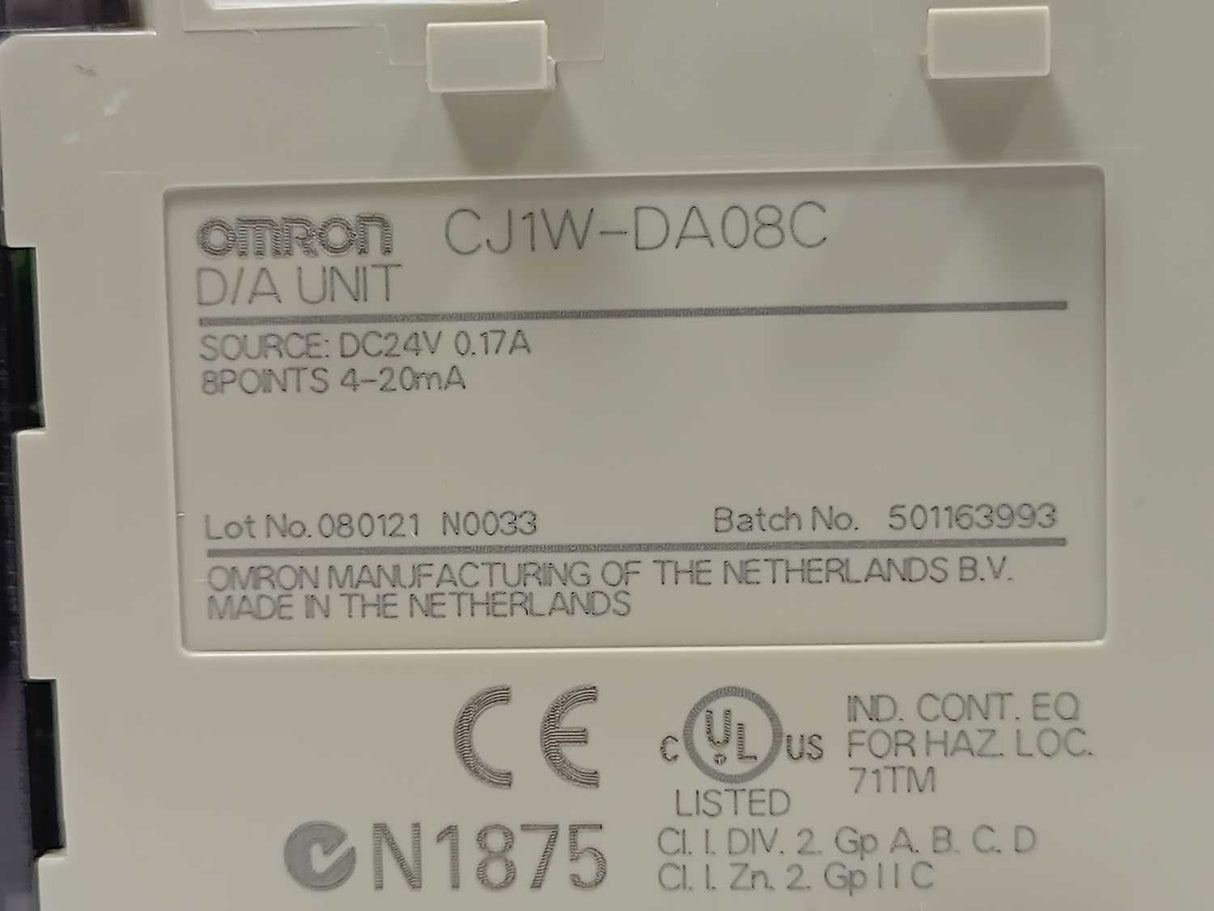 OMRON CJ1W-DA08C
D/A UNIT
SOURCE: DC24V 0.17A
8POINTS 4-20mA
Lot No. 080121 N0033 Batch No. 501163993
OMRON MANUFACTURING OF THE NETHERLANDS B.V.
MADE IN THE NETHERLANDS
CE
C UL US
LISTED
IND. CONT. EQ
FOR HAZ. LOC.
71TM
N1875
Cl. I. DIV. 2. Gp A. B. C. D
Cl. I. Zn. 2. Gp IIC